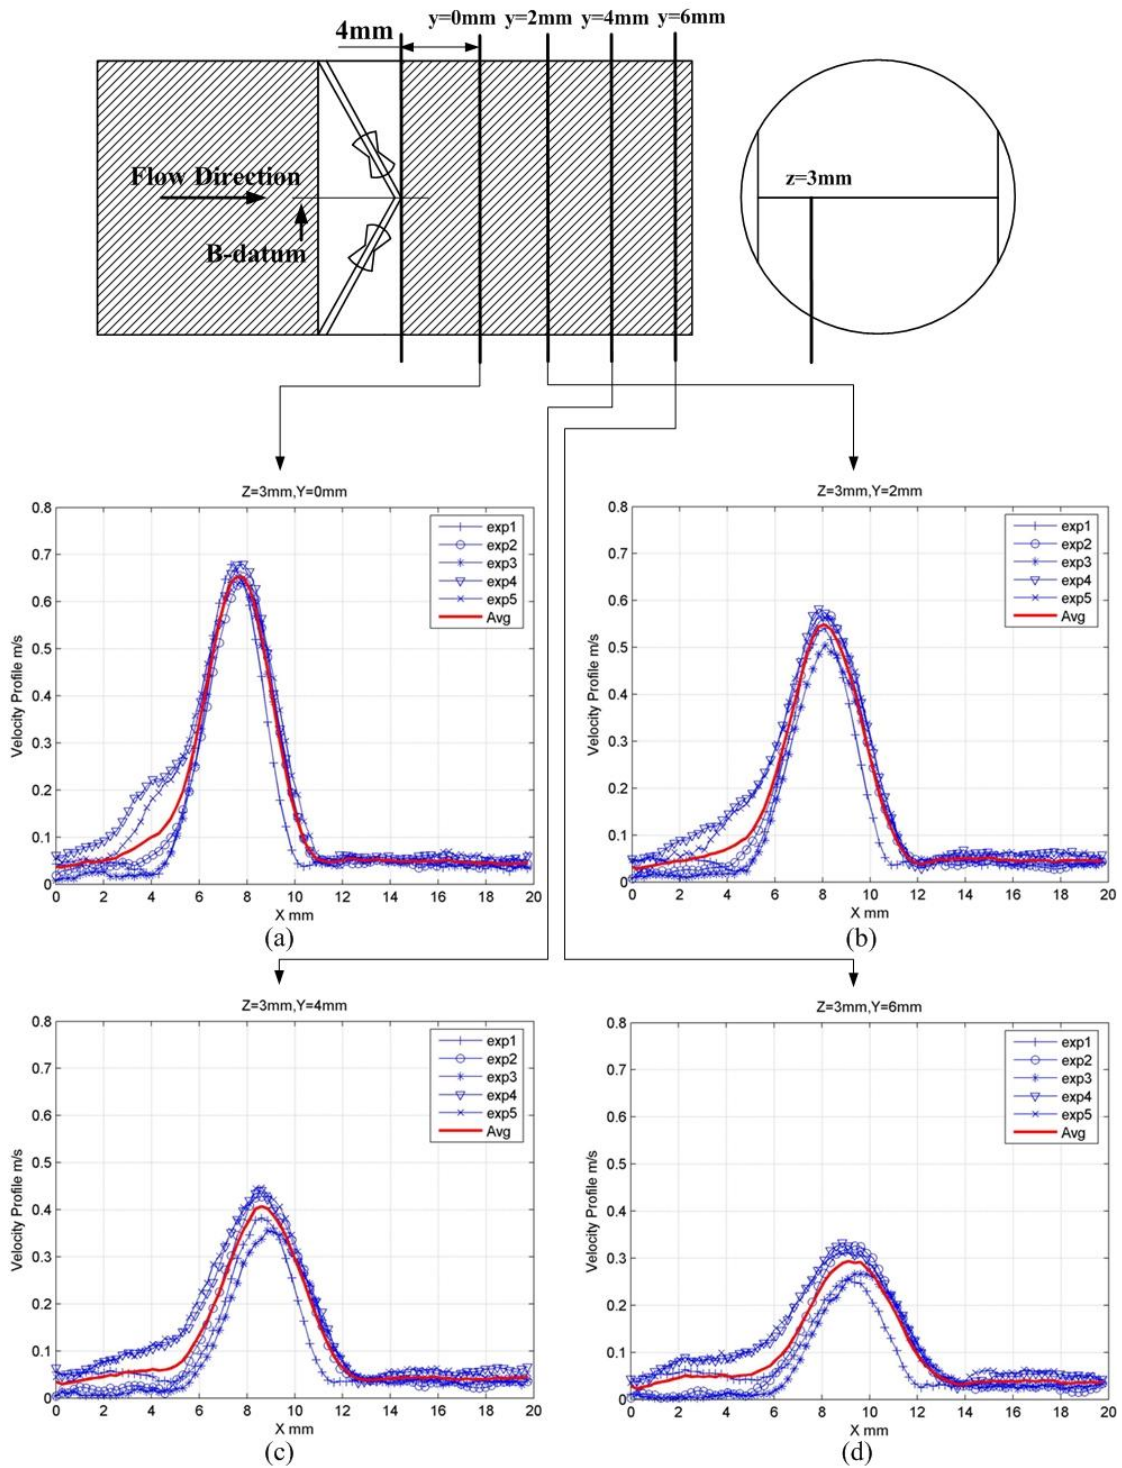 y=0mm y=2mm y=4mm y=6mm
4mm
Flow Direction
B-datum
z=3mm
Z=3mm,Y=0mm
0.8
0.7
0.6
0.5
0.4
0.3
0.2
0.1
0
Velocity Profile m/s
exp1
exp2
exp3
exp4
exp5
Avg
0 2 4 6 8 10 12 14 16 18 20
X mm
(a)
Z=3mm,Y=2mm
0.8
0.7
0.6
0.5
0.4
0.3
0.2
0.1
0
Velocity Profile m/s
exp1
exp2
exp3
exp4
exp5
Avg
0 2 4 6 8 10 12 14 16 18 20
X mm
(b)
Z=3mm,Y=4mm
0.8
0.7
0.6
0.5
0.4
0.3
0.2
0.1
0
Velocity Profile m/s
exp1
exp2
exp3
exp4
exp5
Avg
0 2 4 6 8 10 12 14 16 18 20
X mm
(c)
Z=3mm,Y=6mm
0.8
0.7
0.6
0.5
0.4
0.3
0.2
0.1
0
Velocity Profile m/s
exp1
exp2
exp3
exp4
exp5
Avg
0 2 4 6 8 10 12 14 16 18 20
X mm
(d)